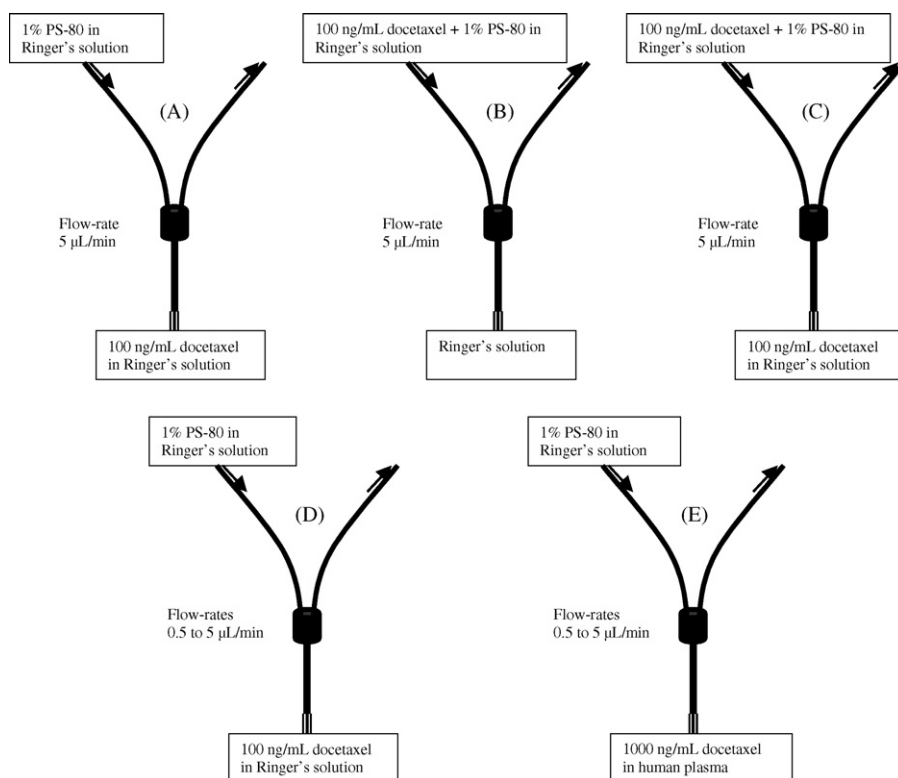 1% PS-80 in
Ringer's solution
(A)
Flow-rate
5 μL/min
100 ng/mL docetaxel
in Ringer's solution
100 ng/mL docetaxel + 1% PS-80 in
Ringer's solution
(B)
Flow-rate
5 μL/min
Ringer's solution
100 ng/mL docetaxel + 1% PS-80 in
Ringer's solution
(C)
Flow-rate
5 μL/min
100 ng/mL docetaxel
in Ringer's solution
1% PS-80 in
Ringer's solution
(D)
Flow-rates
0.5 to 5 μL/min
100 ng/mL docetaxel
in Ringer's solution
1% PS-80 in
Ringer's solution
(E)
Flow-rates
0.5 to 5 μL/min
1000 ng/mL docetaxel
in human plasma